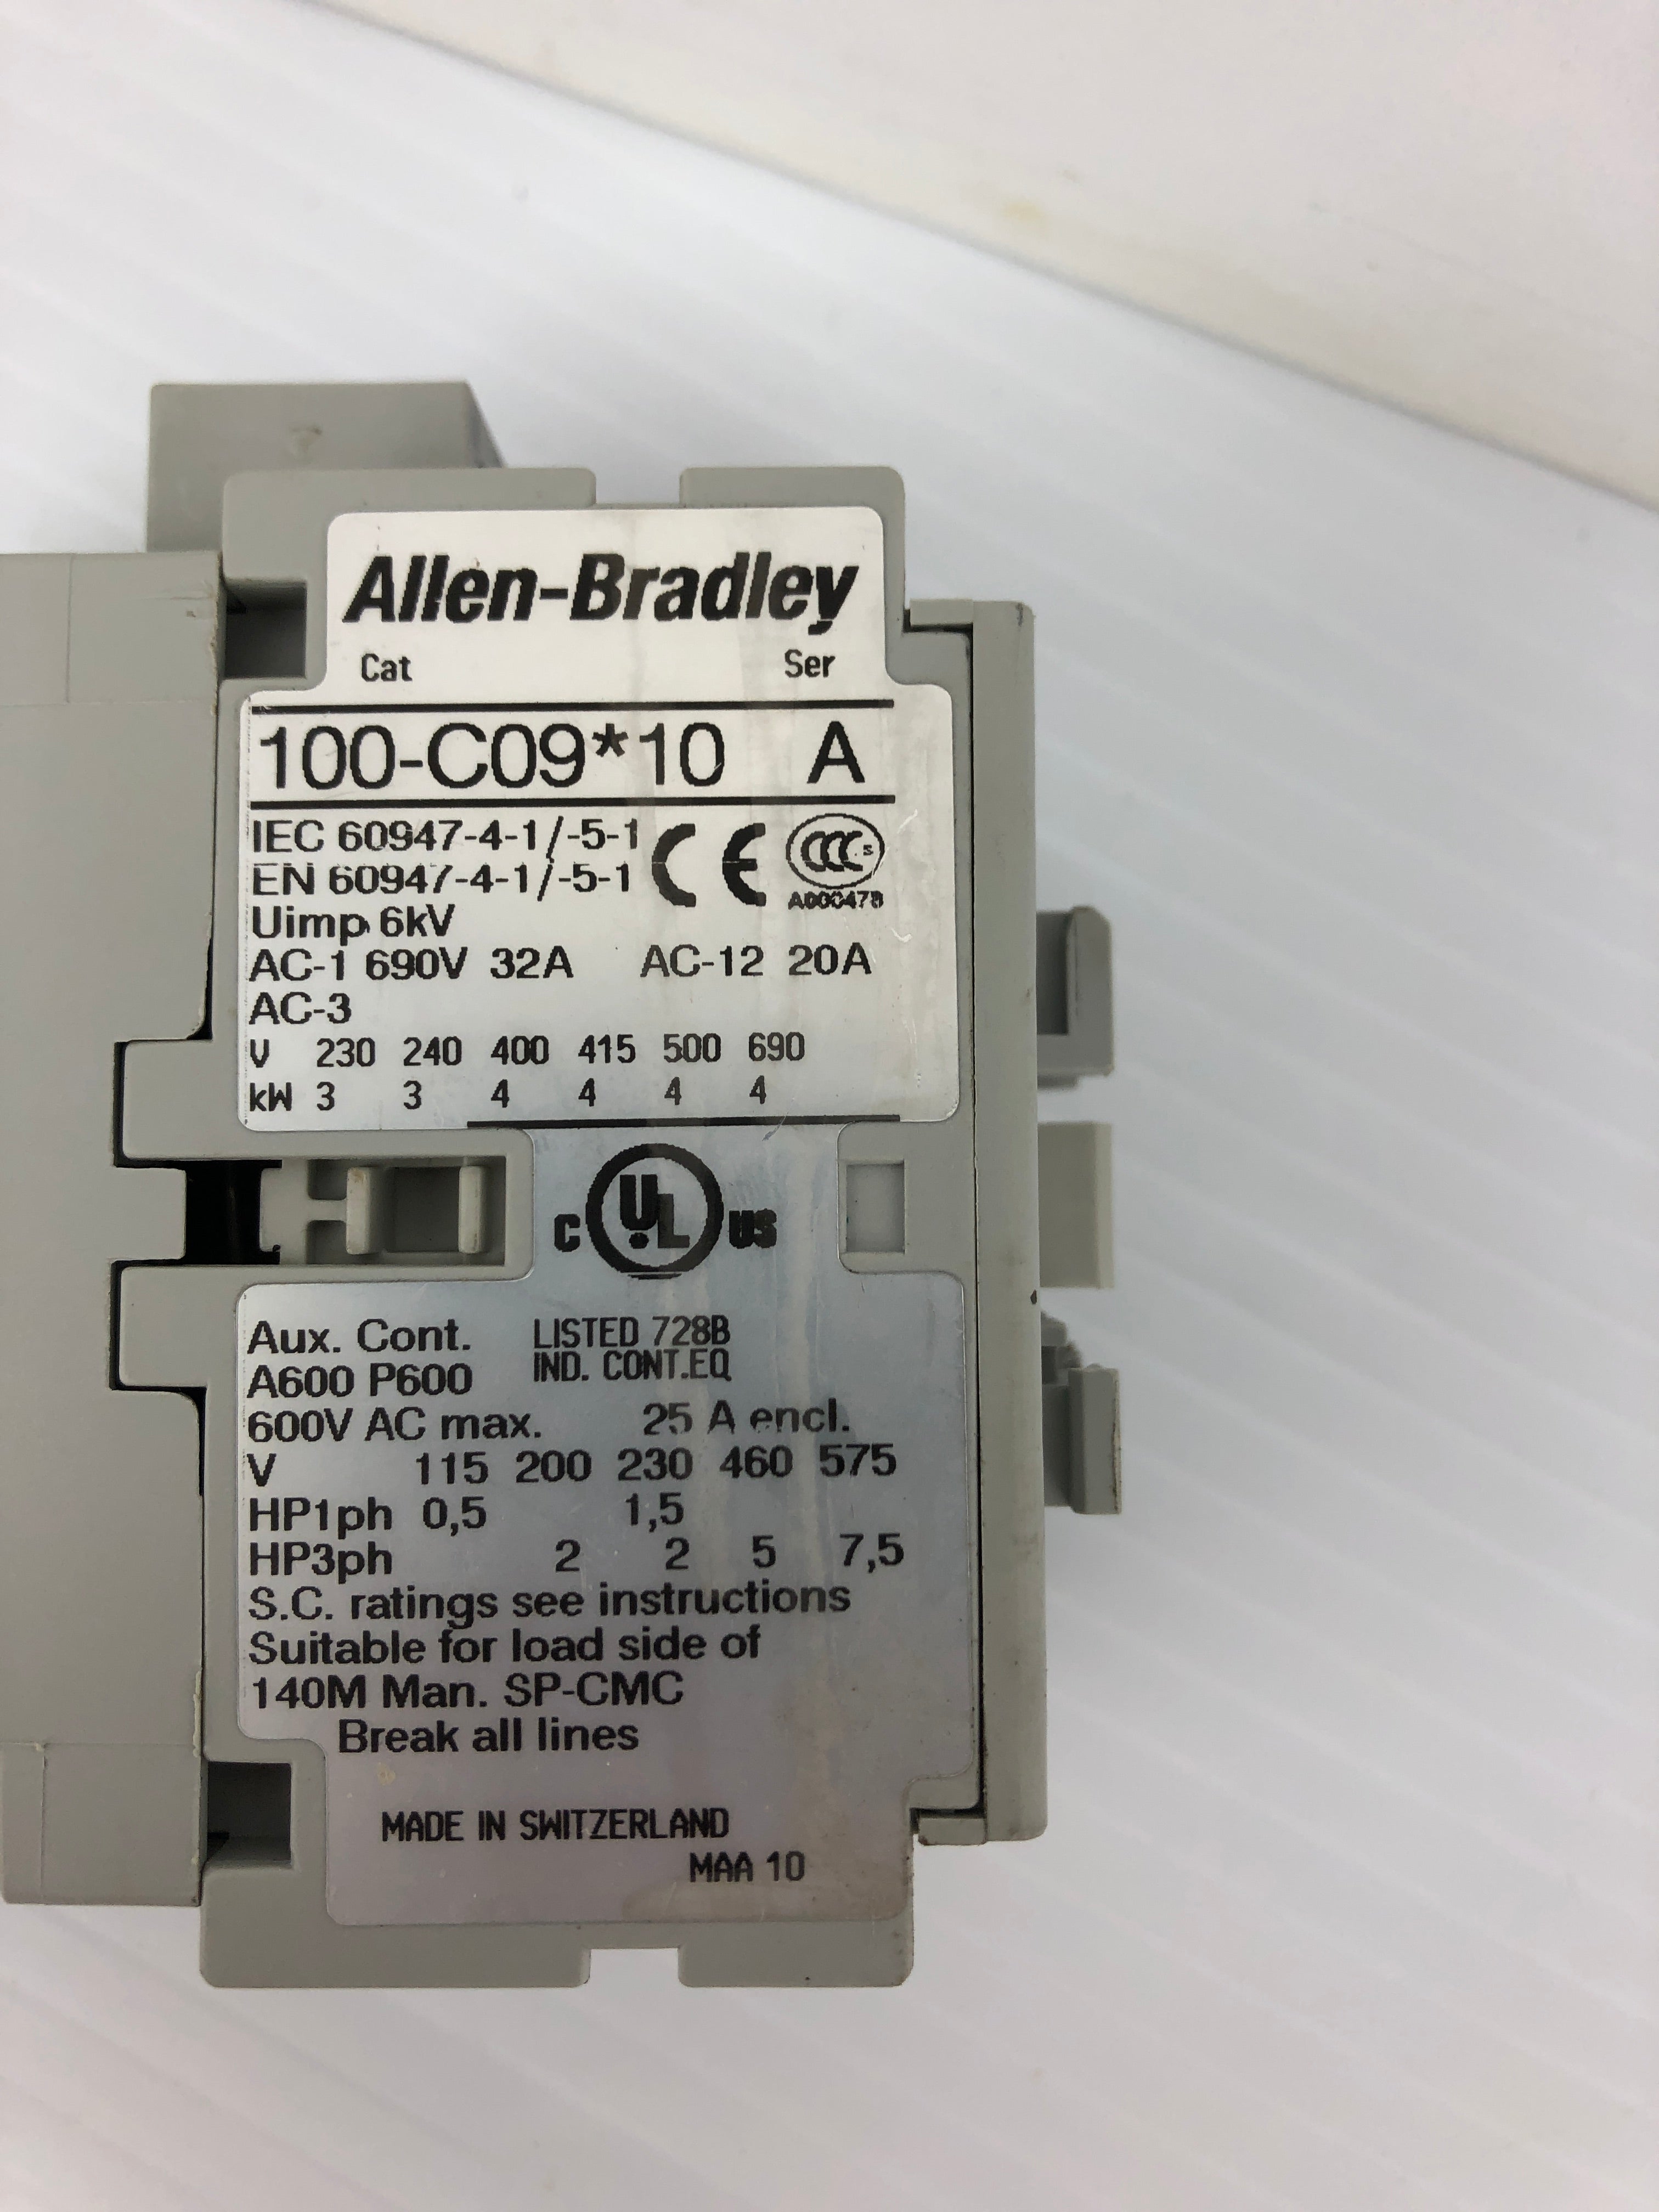 Allen-Bradley
Cat Ser
100-C09*10 A
IEC 60947-4-1/-5-1
EN 60947-4-1/-5-1
CE
CCC S
Uimp 6kV
AC-1 690V 32A AC-12 20A
AC-3
V 230 240 400 415 500 690
kW 3 3 4 4 4 4
C UL US
Aux. Cont. LISTED 728B
A600 P600 IND. CONT.EQ
600V AC max. 25 A encl.
V 115 200 230 460 575
HP1ph 0,5 1,5
HP3ph 2 2 5 7,5
S.C. ratings see instructions
Suitable for load side of
140M Man. SP-CMC
Break all lines
MADE IN SWITZERLAND
MAA 10